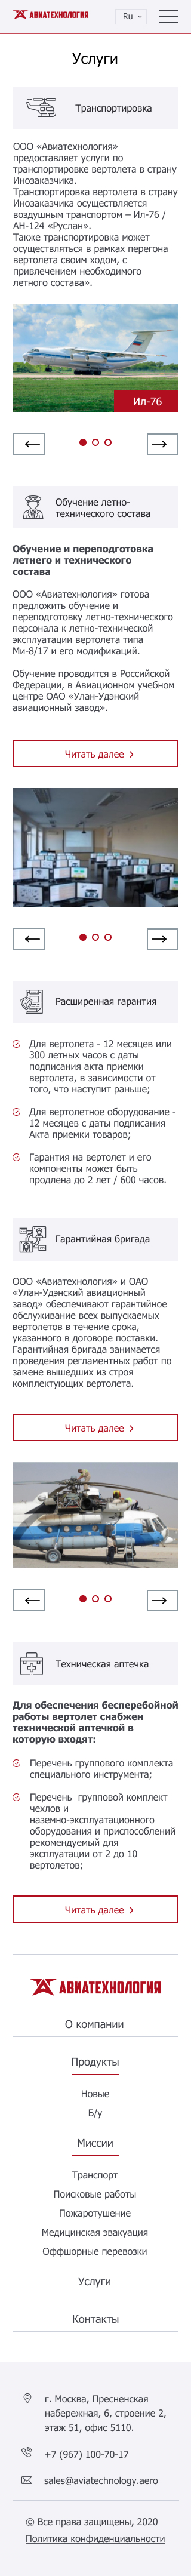 АВИАТЕХНОЛОГИЯ
Ru
Услуги
Транспортировка
ООО «Авиатехнология»
предоставляет услуги по
транспортировке вертолета в страну
Инозаказчика.
Транспортировка вертолета в страну
Инозаказчика осуществляется
воздушным транспортом – Ил-76 /
АН-124 «Руслан».
Также транспортировка может
осуществляться в рамках перегона
вертолета своим ходом, с
привлечением необходимого
летного состава».
Ил-76
Обучение летно-
технического состава
Обучение и переподготовка
летнего и технического
состава
ООО «Авиатехнология» готова
предложить обучение и
переподготовку летно-технического
персонала и летно-технической
эксплуатации вертолета типа
Ми-8/17 и его модификаций.
Обучение проводится в Российской
Федерации, в Авиационном учебном
центре ОАО «Улан-Удэнский
авиационный завод».
Читать далее
Расширенная гарантия
Для вертолета - 12 месяцев или
300 летных часов с даты
подписания акта приемки
вертолета, в зависимости от
того, что наступит раньше;
Для вертолетное оборудование -
12 месяцев с даты подписания
Акта приемки товаров;
Гарантия на вертолет и его
компоненты может быть
продлена до 2 лет / 600 часов.
Гарантийная бригада
ООО «Авиатехнология» и ОАО
«Улан-Удэнский авиационный
завод» обеспечивают гарантийное
обслуживание всех выпускаемых
вертолетов в течение срока,
указанного в договоре поставки.
Гарантийная бригада занимается
проведения регламентных работ по
замене вышедших из строя
комплектующих вертолета.
Читать далее
Техническая аптечка
Для обеспечения бесперебойной
работы вертолет снабжен
технической аптечкой в
которую входят:
Перечень группового комплекта
специального инструмента;
Перечень групповой комплект
чехлов и
наземно-эксплуатационного
оборудования и приспособлений
рекомендуемый для
эксплуатации от 2 до 10
вертолетов;
Читать далее
АВИАТЕХНОЛОГИЯ
О компании
Продукты
Новые
Б/у
Миссии
Транспорт
Поисковые работы
Пожаротушение
Медицинская эвакуация
Оффшорные перевозки
Услуги
Контакты
г. Москва, Пресненская
набережная, 6, строение 2,
этаж 51, офис 5110.
+7 (967) 100-70-17
sales@aviatechnology.aero
© Все права защищены, 2020
Политика конфиденциальности